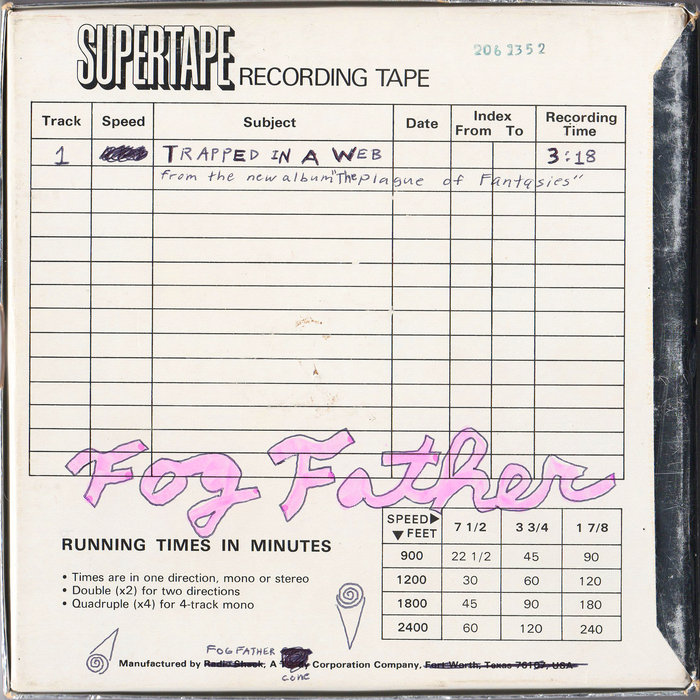 SUPERTAPE RECORDING TAPE
206 2352
Track Speed Subject Date Index From To Recording Time
1 TRAPPED IN A WEB 3:18
from the new album "The plague of Fantasies"
Fog Father
SPEED▶ ▼FEET 7 1/2 3 3/4 1 7/8
900 22 1/2 45 90
1200 30 60 120
1800 45 90 180
2400 60 120 240
RUNNING TIMES IN MINUTES
• Times are in one direction, mono or stereo
• Double (x2) for two directions
• Quadruple (x4) for 4-track mono
FOGFATHER
Manufactured by Radio Shack, A Corporation Company, Fort Worth, Texas 76107, USA
cone